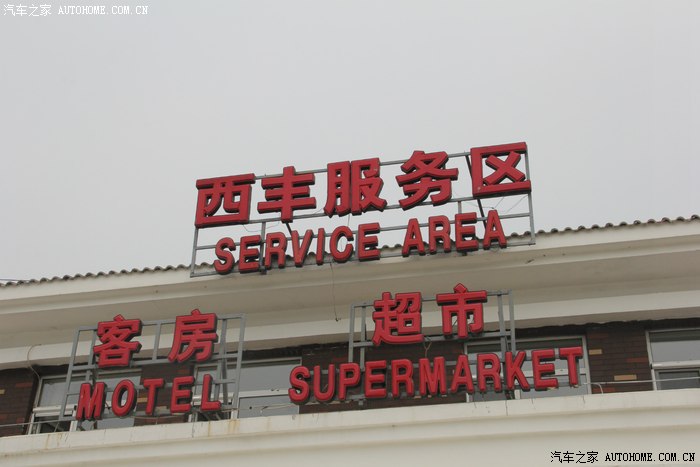 汽车之家 AUTOHOME.COM.CN
西丰服务区
SERVICE AREA
客房
MOTEL
超市
SUPERMARKET
汽车之家 AUTOHOME.COM.CN